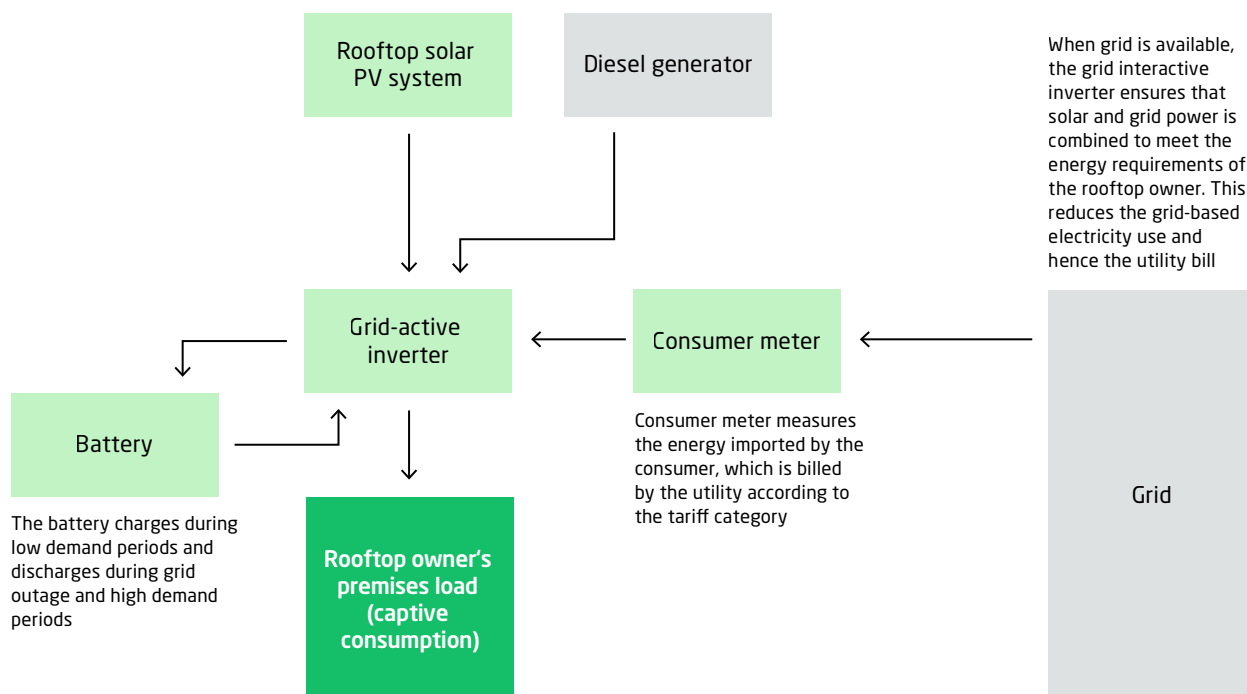 Rooftop solar
PV system
Diesel generator
When grid is available,
the grid interactive
inverter ensures that
solar and grid power is
combined to meet the
energy requirements of
the rooftop owner. This
reduces the grid-based
electricity use and
hence the utility bill
Grid-active
inverter
Consumer meter
Battery
Consumer meter measures
the energy imported by the
consumer, which is billed
by the utility according to
the tariff category
Grid
The battery charges during
low demand periods and
discharges during grid
outage and high demand
periods
Rooftop owner's
premises load
(captive
consumption)